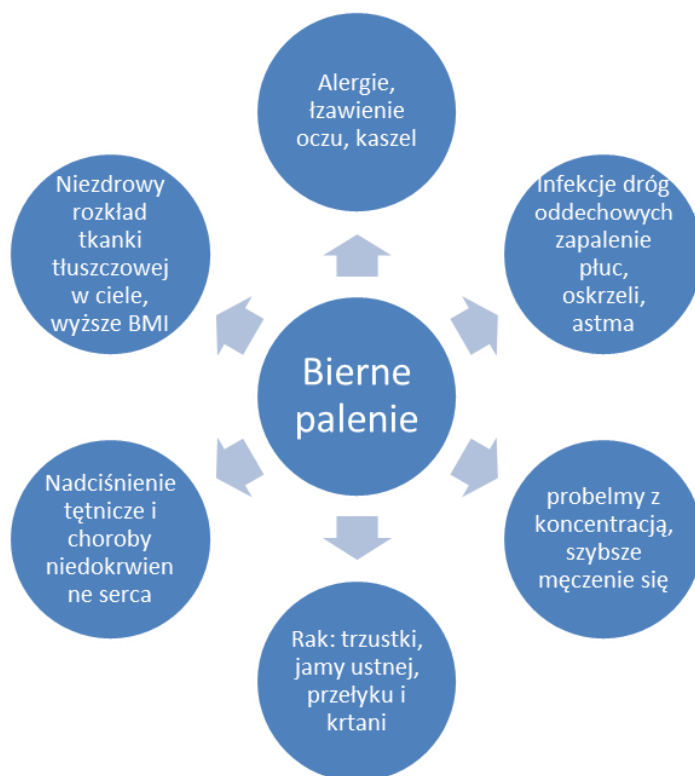 Alergie,
łzawienie
oczu, kaszel
Niezdrowy
rozkład
tkanki
tłuszczowej
w ciele,
wyższe BMI
Infekcje dróg
oddechowych
zapalenie
płuc,
oskrzeli,
astma
Bierne
palenie
Nadciśnienie
tętnicze i
choroby
niedokrwien
ne serca
probelmy z
koncentracją,
szybsze
męczenie się
Rak: trzustki,
jamy ustnej,
przełyku i
krtani